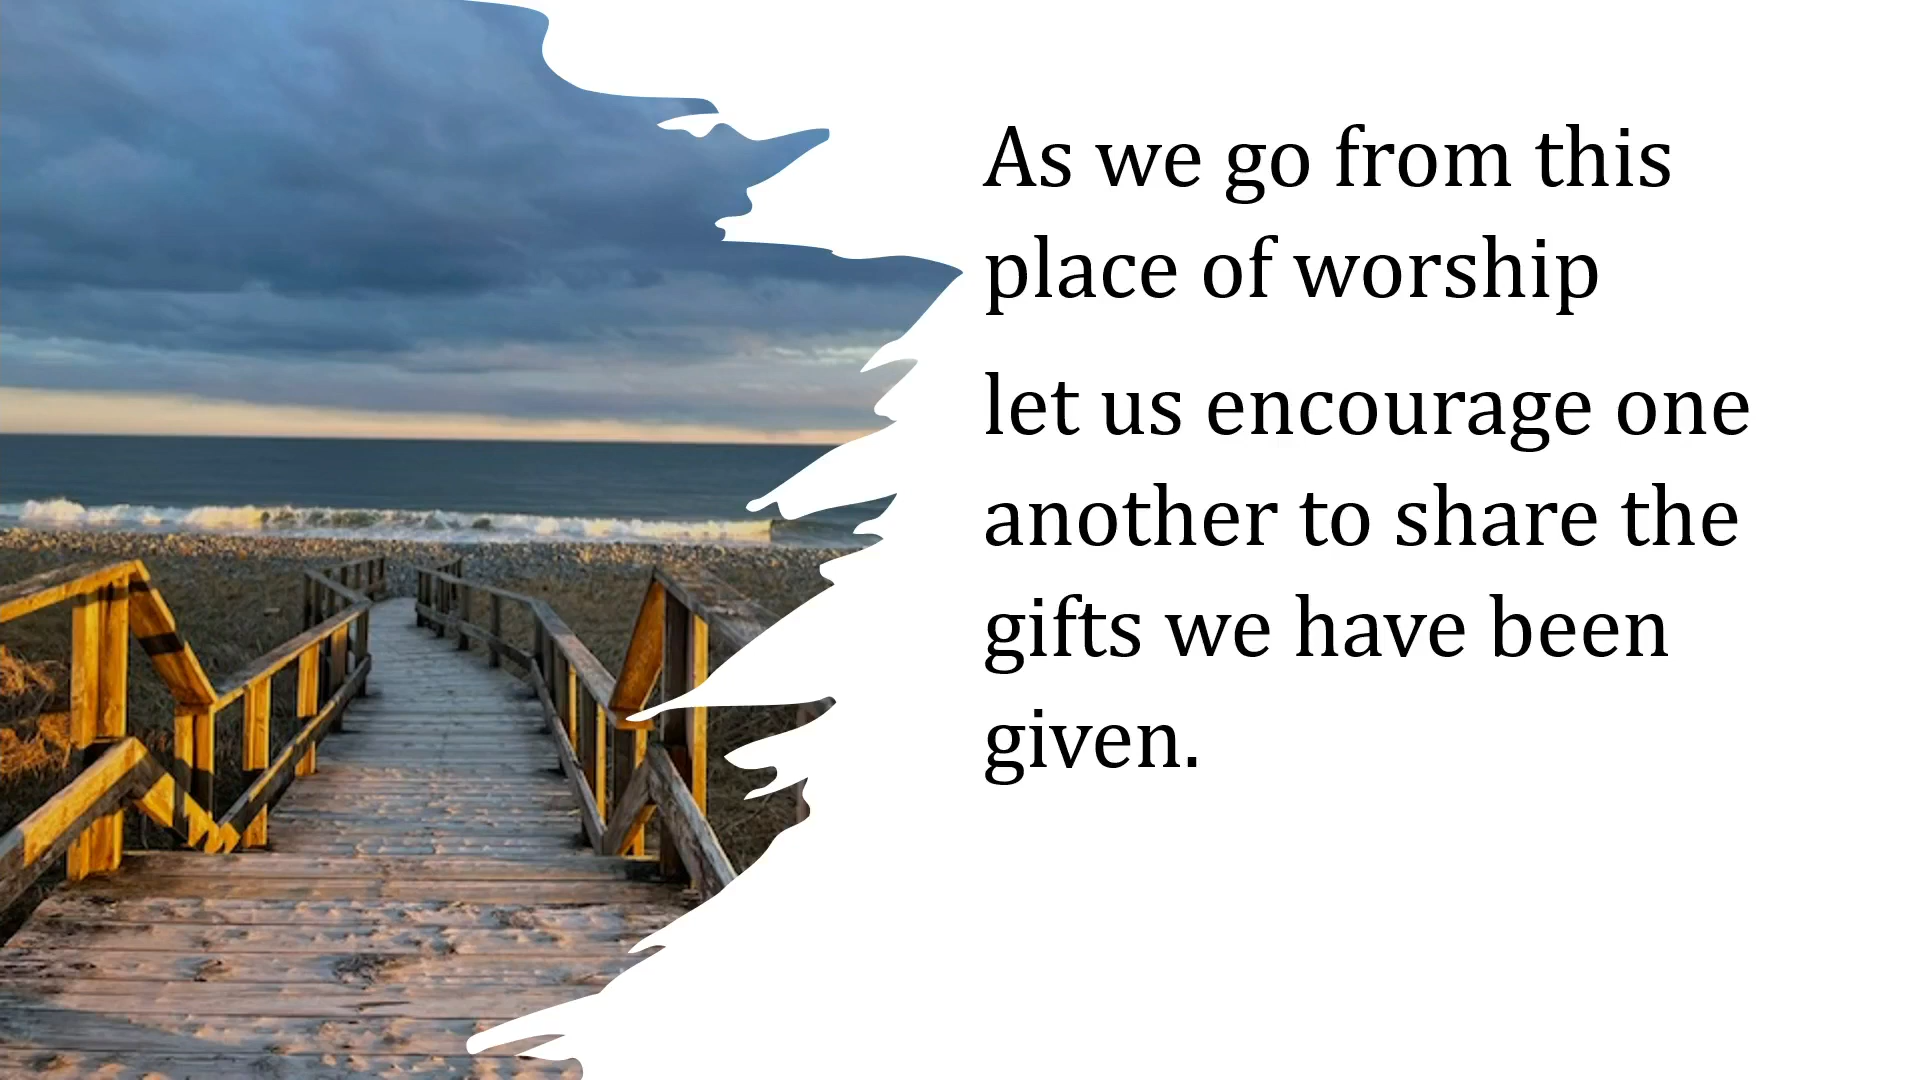 As we go from this
place of worship
let us encourage one
another to share the
gifts we have been
given.